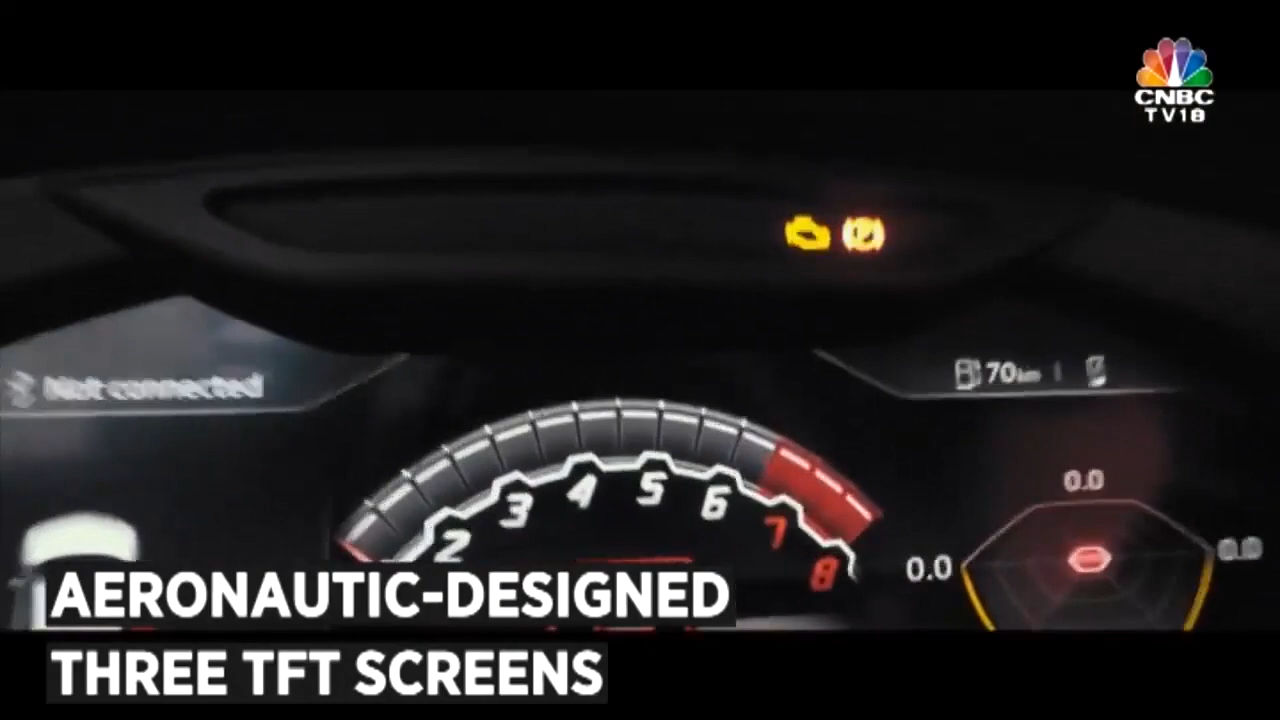 CNBC
TV18
Not connected
70km
2 3 4 5 6 7 8
0.0
0.0
0.0
AERONAUTIC-DESIGNED
THREE TFT SCREENS